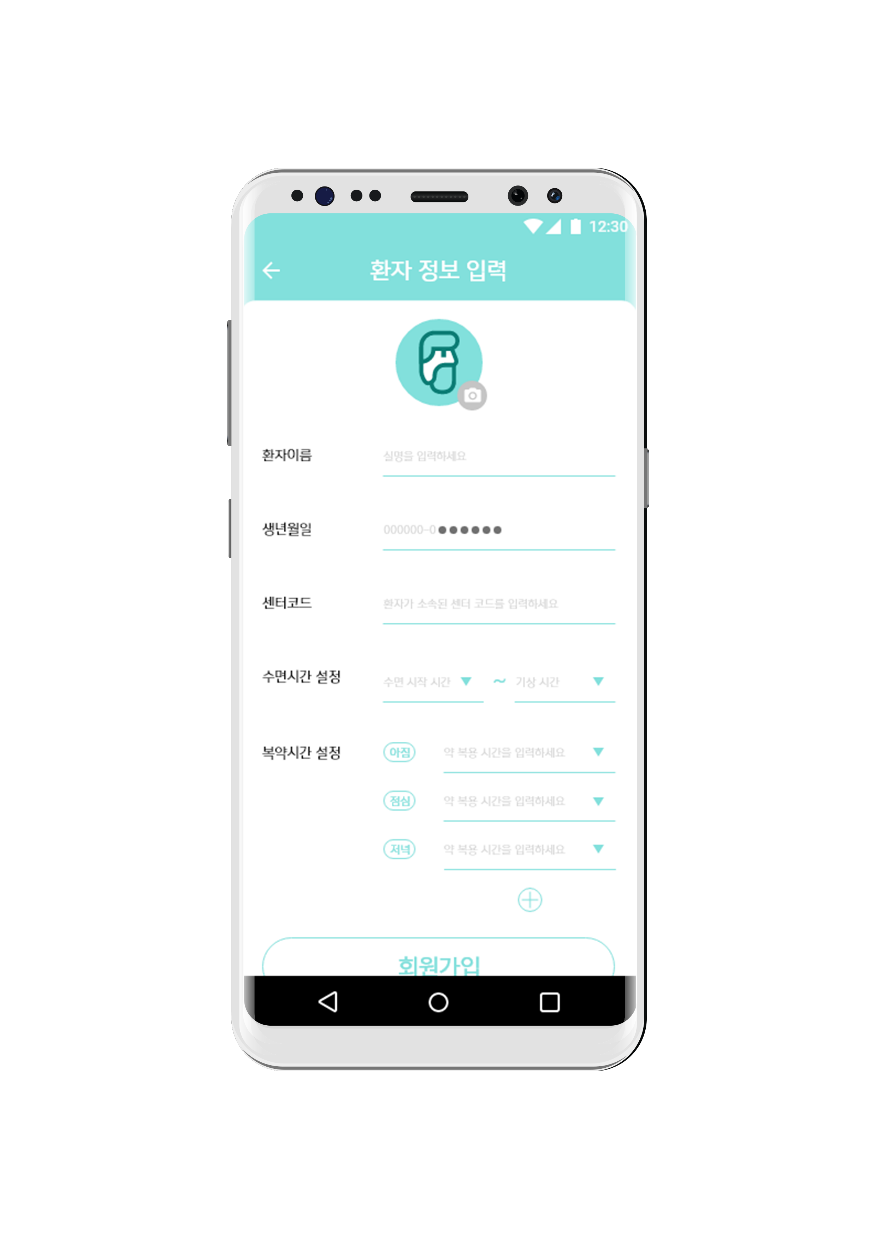 12:30
환자 정보 입력
환자이름 실명을 입력하세요
생년월일 000000-0●●●●●●
센터코드 환자가 소속된 센터 코드를 입력하세요
수면시간 설정 수면 시작 시간 ~ 기상 시간
복약시간 설정 아침 약 복용 시간을 입력하세요
점심 약 복용 시간을 입력하세요
저녁 약 복용 시간을 입력하세요
회원가입